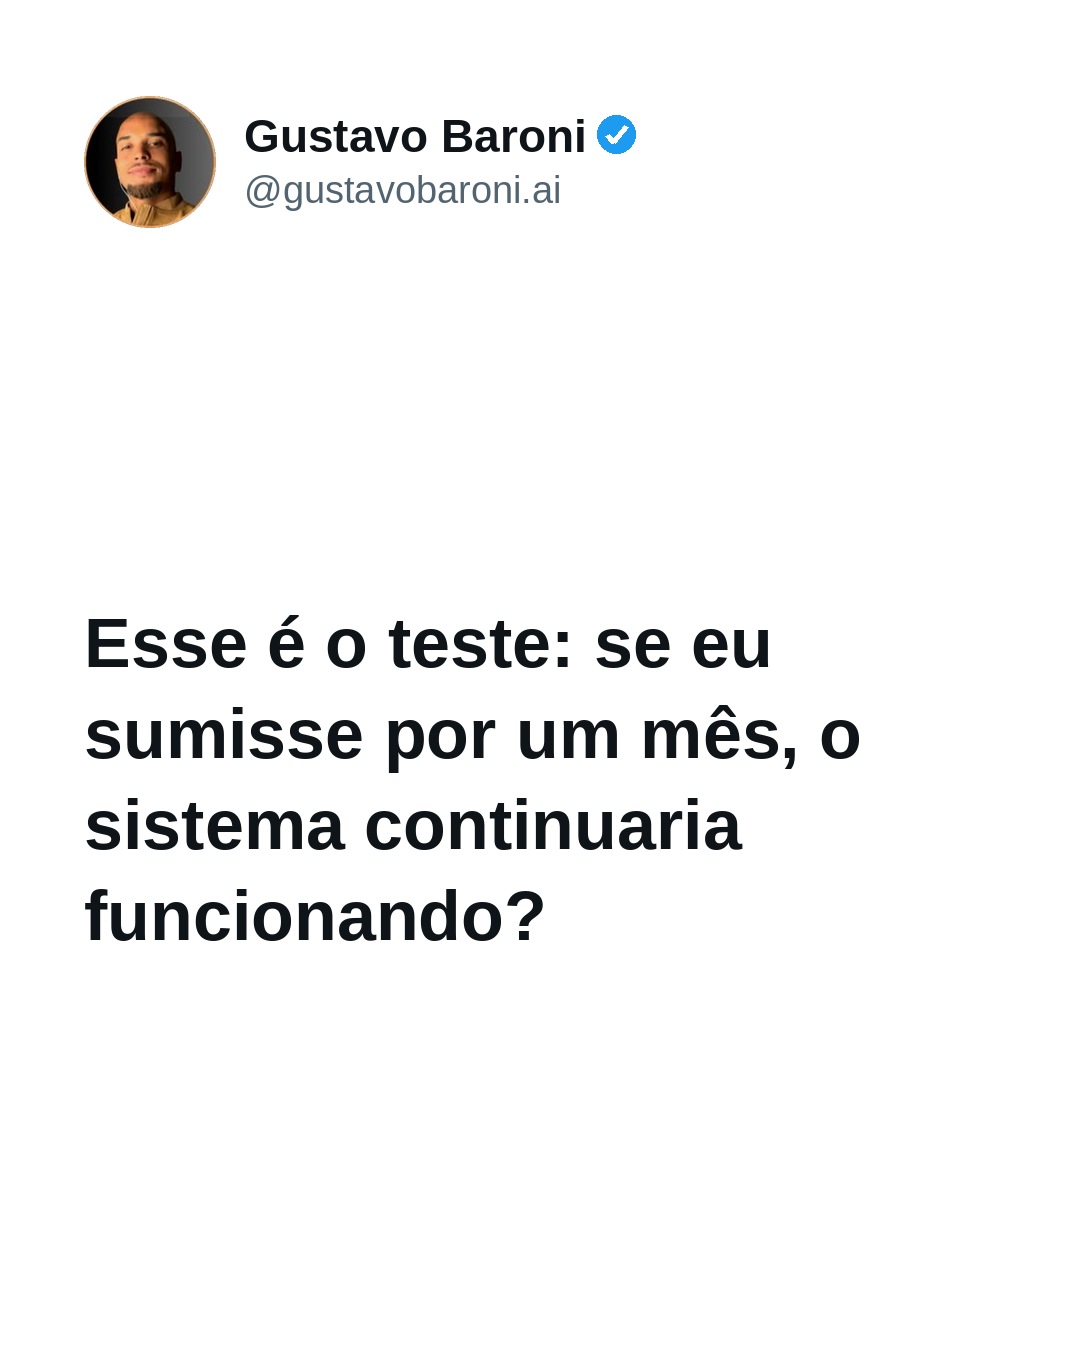 Gustavo Baroni
@gustavobaroni.ai
Esse é o teste: se eu
sumisse por um mês, o
sistema continuaria
funcionando?